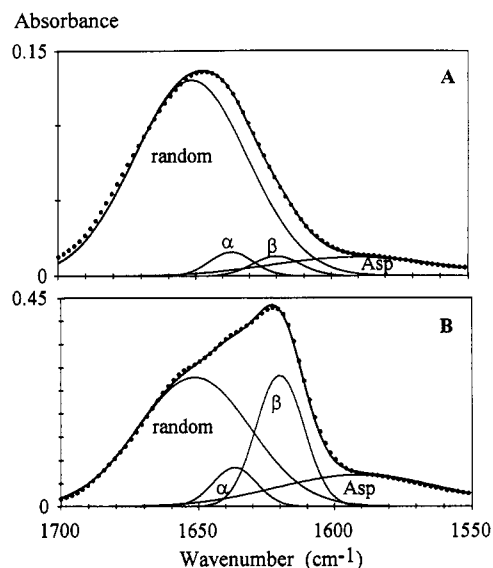 Absorbance
0.15
A
random
α
β
Asp
0
0.45
B
random
β
α
Asp
0
1700
1650
1600
1550
Wavenumber (cm-1)